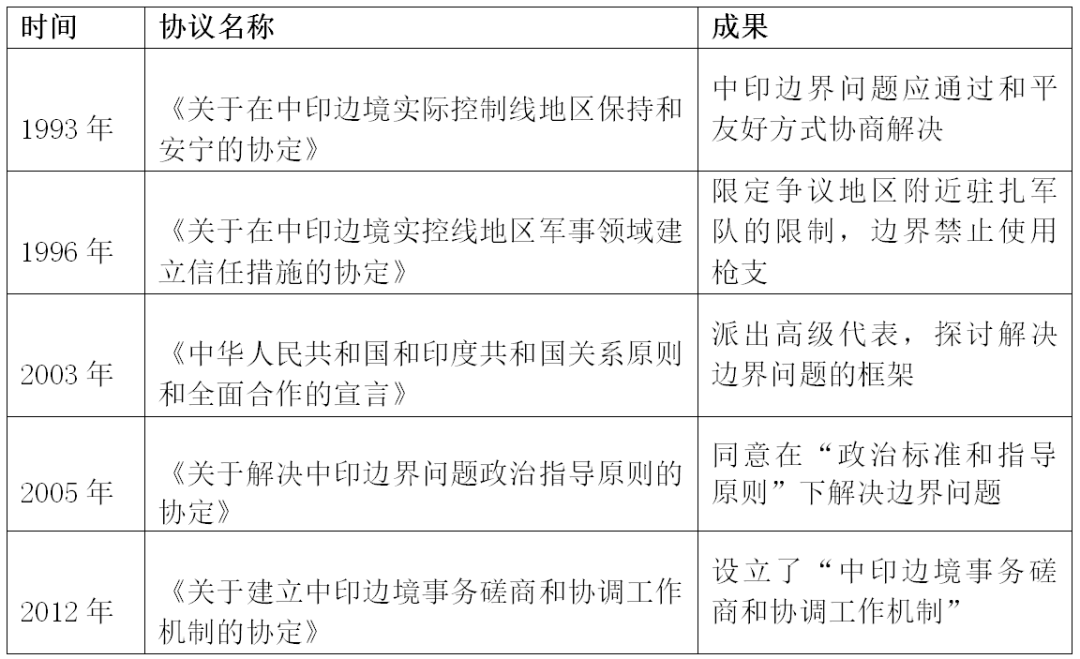 时间 协议名称 成果
1993 年
《关于在中印边境实际控制线地区保持和
安宁的协定》
中印边界问题应通过和平
友好方式协商解决
1996 年
《关于在中印边境实控线地区军事领域建
立信任措施的协定》
限定争议地区附近驻扎军
队的限制，边界禁止使用
枪支
2003 年
《中华人民共和国和印度共和国关系原则
和全面合作的宣言》
派出高级代表，探讨解决
边界问题的框架
2005 年
《关于解决中印边界问题政治指导原则的
协定》
同意在“政治标准和指导
原则”下解决边界问题
2012 年
《关于建立中印边境事务磋商和协调工作
机制的协定》
设立了“中印边境事务磋
商和协调工作机制”